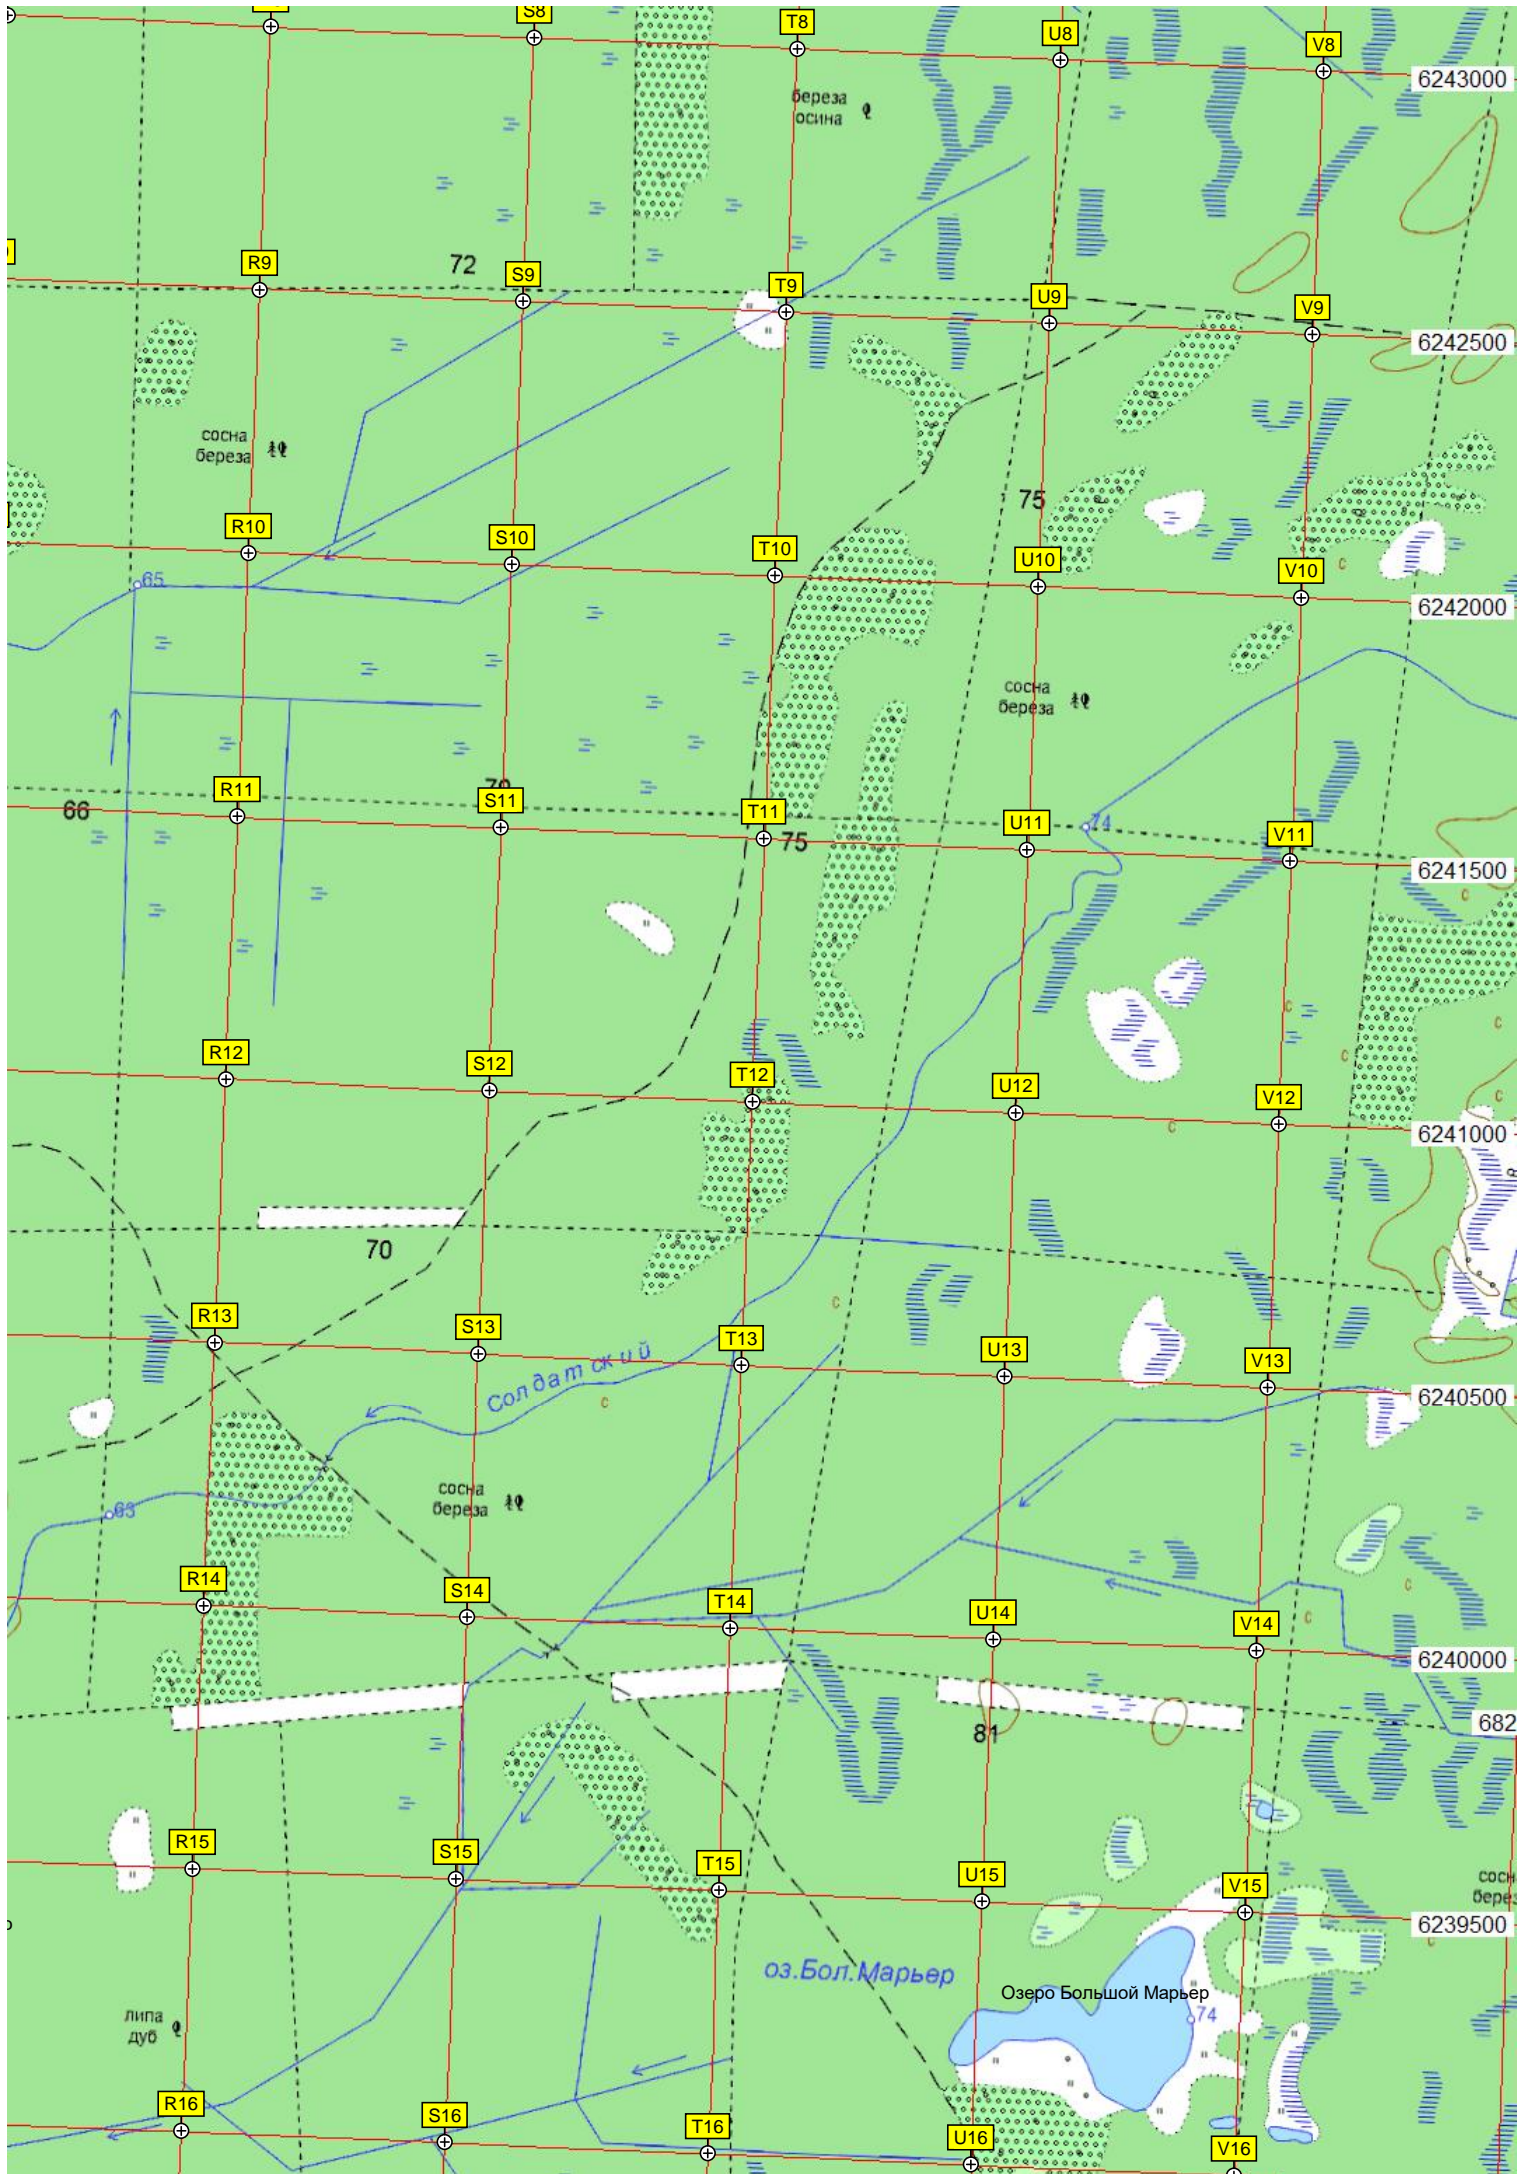 S8
T8
U8
V8
6243000
береза
осина
R9
72
S9
T9
U9
V9
6242500
сосна
береза
75
R10
S10
T10
U10
V10
с
65
6242000
сосна
береза
R11
66
S11
T11
75
U11
74
V11
6241500
с
с
с
с
R12
S12
T12
U12
V12
с
с
6241000
70
с
R13
S13
T13
U13
V13
Солдатский
с
6240500
сосна
береза
63
R14
S14
T14
U14
V14
с
с
6240000
81
682
R15
S15
T15
U15
V15
сосн
берез
6239500
с
оз.Бол.Марьер
Озеро Большой Марьер
74
липа
дуб
R16
S16
T16
U16
V16